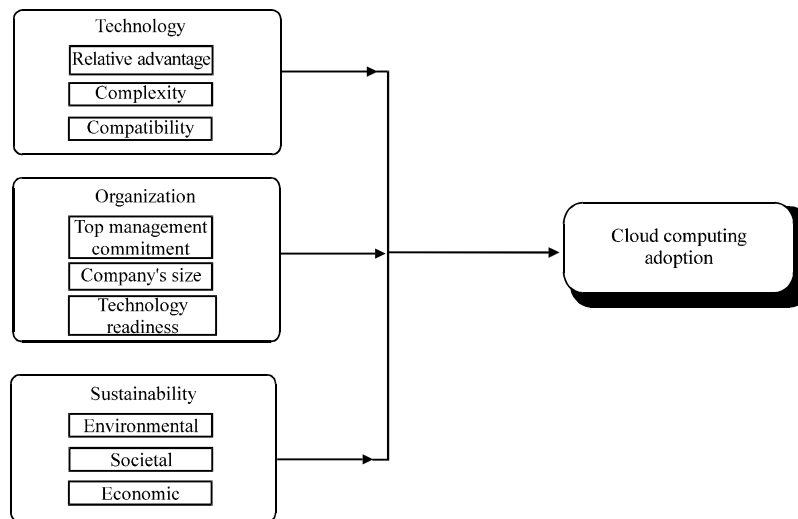 Technology
Relative advantage
Complexity
Compatibility
Organization
Top management
commitment
Company's size
Technology
readiness
Sustainability
Environmental
Societal
Economic
Cloud computing
adoption